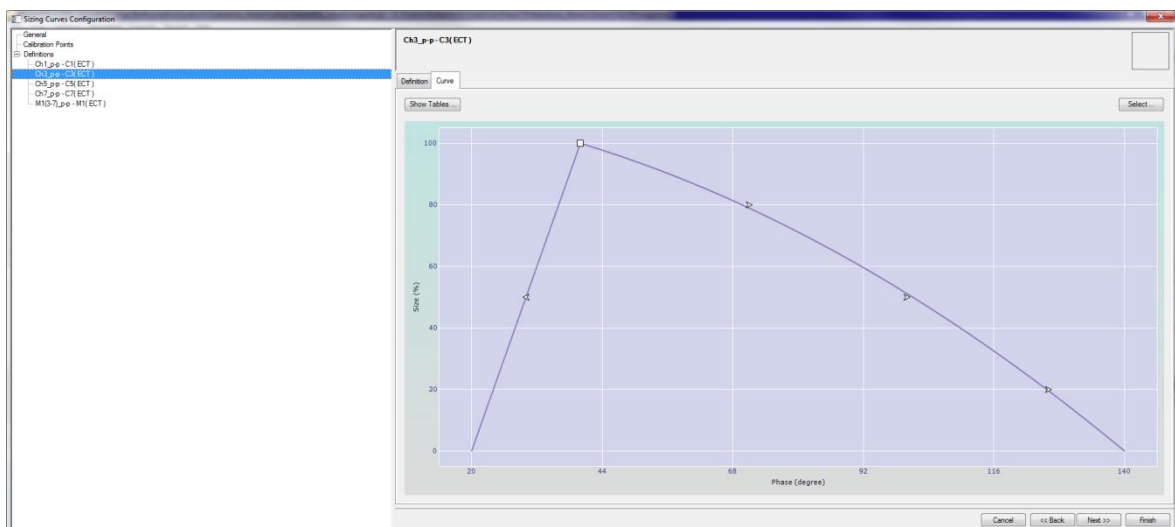 Sizing Curves Configuration
General
Calibration Points
Definitions
Ch1_p-p - C1( ECT )
Ch3_p-p - C3( ECT )
Ch5_p-p - C5( ECT )
Ch7_p-p - C7( ECT )
M1(3-7)_p-p - M1( ECT )
Ch3_p-p - C3( ECT )
Definition Curve
Show Tables ...
Select ...
100
80
60
40
20
0
Size (%)
20 44 68 92 116 140
Phase (degree)
Cancel << Back Next >> Finish